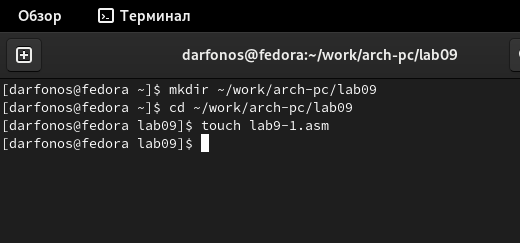 Обзор Терминал
darfonos@fedora:~/work/arch-pc/lab09
[darfonos@fedora ~]$ mkdir ~/work/arch-pc/lab09
[darfonos@fedora ~]$ cd ~/work/arch-pc/lab09
[darfonos@fedora lab09]$ touch lab9-1.asm
[darfonos@fedora lab09]$